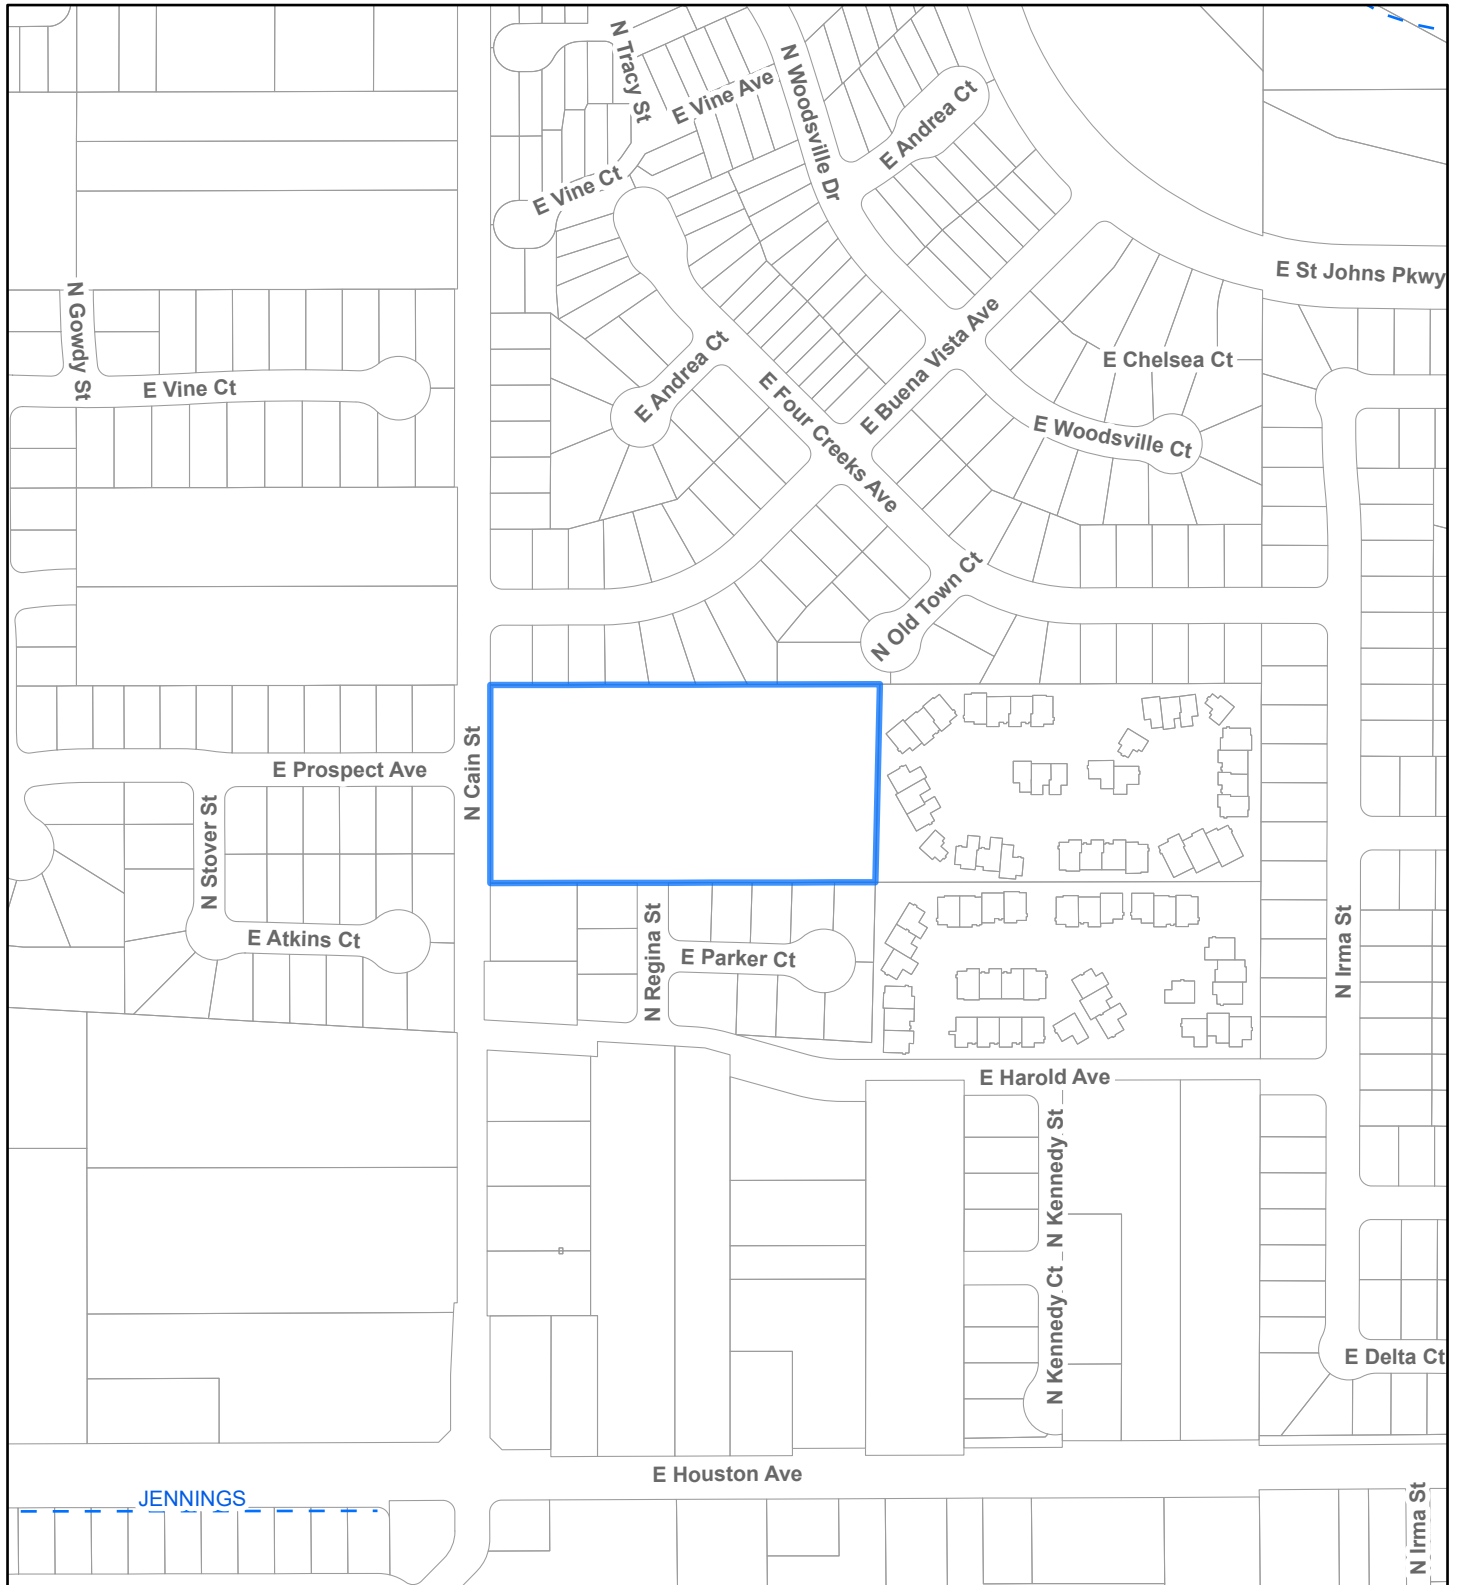 N Tracy St
E Vine Ave
N Woodsville Dr
E Andrea Ct
E Vine Ct
E St Johns Pkwy
N Gowdy St
E Vine Ct
E Andrea Ct
E Four Creeks Ave
E Buena Vista Ave
E Chelsea Ct
E Woodsville Ct
N Old Town Ct
E Prospect Ave
N Cain St
N Stover St
E Atkins Ct
N Regina St
E Parker Ct
N Irma St
E Harold Ave
N Kennedy St
N Kennedy Ct
E Delta Ct
E Houston Ave
JENNINGS
N Irma St